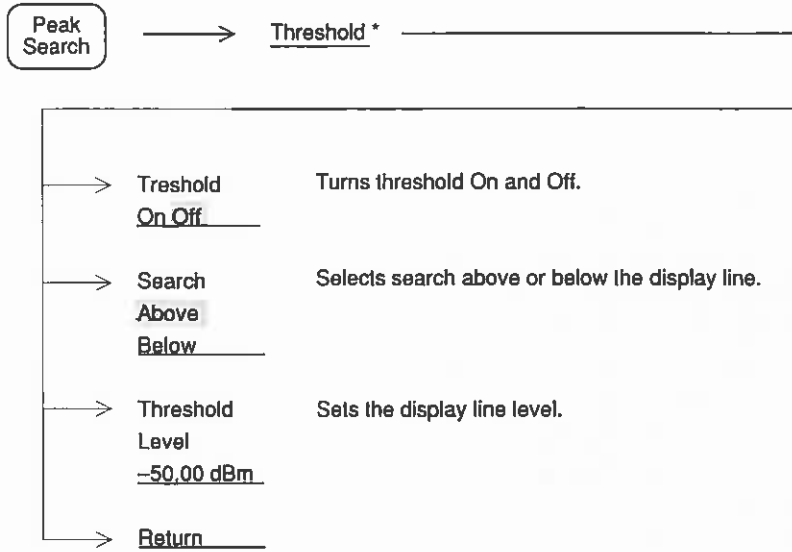 Peak
Search
Threshold *
Treshold
On Off
Turns threshold On and Off.
Search
Above
Below
Selects search above or below the display line.
Threshold
Level
–50,00 dBm
Sets the display line level.
Return